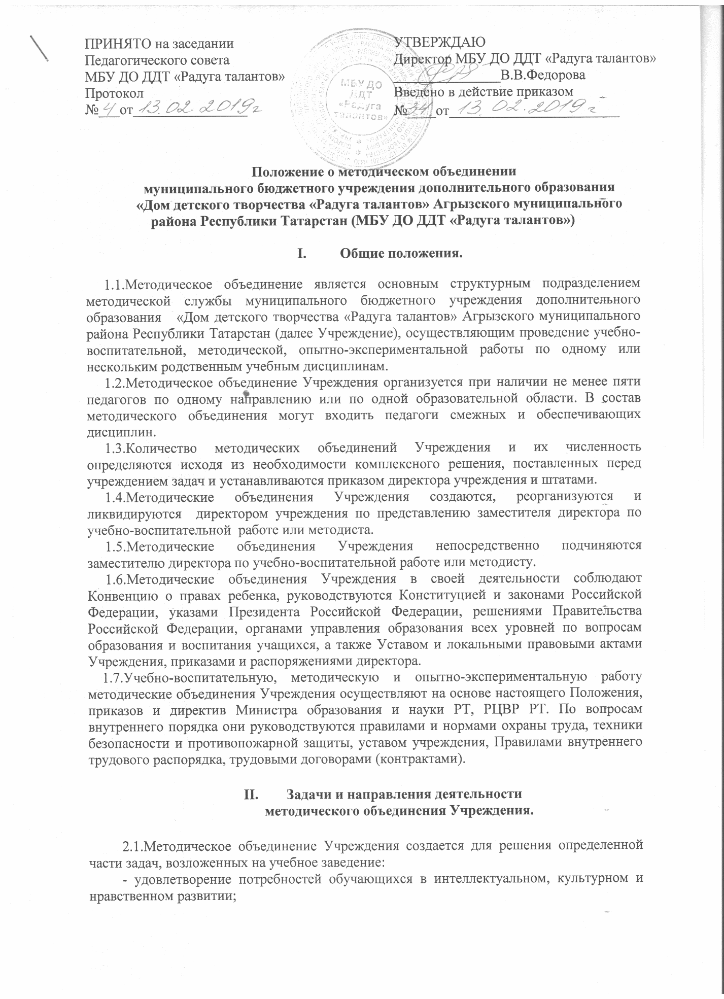 ПРИНЯТО на заседании
Педагогического совета
МБУ ДО ДДТ «Радуга талантов»
Протокол
№ 4 от 13.02.2019г
УТВЕРЖДАЮ
Директор МБУ ДО ДДТ «Радуга талантов»
В.В.Федорова
Введено в действие приказом
№ 34 от 13.02.2019г
МБУ ДО
ДДТ
«Радуга
талантов»
Положение о методическом объединении
муниципального бюджетного учреждения дополнительного образования
«Дом детского творчества «Радуга талантов» Агрызского муниципального
района Республики Татарстан (МБУ ДО ДДТ «Радуга талантов»)
I. Общие положения.
1.1.Методическое объединение является основным структурным подразделением
методической службы муниципального бюджетного учреждения дополнительного
образования «Дом детского творчества «Радуга талантов» Агрызского муниципального
района Республики Татарстан (далее Учреждение), осуществляющим проведение учебно-
воспитательной, методической, опытно-экспериментальной работы по одному или
нескольким родственным учебным дисциплинам.
1.2.Методическое объединение Учреждения организуется при наличии не менее пяти
педагогов по одному направлению или по одной образовательной области. В состав
методического объединения могут входить педагоги смежных и обеспечивающих
дисциплин.
1.3.Количество методических объединений Учреждения и их численность
определяются исходя из необходимости комплексного решения, поставленных перед
учреждением задач и устанавливаются приказом директора учреждения и штатами.
1.4.Методические объединения Учреждения создаются, реорганизуются и
ликвидируются директором учреждения по представлению заместителя директора по
учебно-воспитательной работе или методиста.
1.5.Методические объединения Учреждения непосредственно подчиняются
заместителю директора по учебно-воспитательной работе или методисту.
1.6.Методические объединения Учреждения в своей деятельности соблюдают
Конвенцию о правах ребенка, руководствуются Конституцией и законами Российской
Федерации, указами Президента Российской Федерации, решениями Правительства
Российской Федерации, органами управления образования всех уровней по вопросам
образования и воспитания учащихся, а также Уставом и локальными правовыми актами
Учреждения, приказами и распоряжениями директора.
1.7.Учебно-воспитательную, методическую и опытно-экспериментальную работу
методические объединения Учреждения осуществляют на основе настоящего Положения,
приказов и директив Министра образования и науки РТ, РЦВР РТ. По вопросам
внутреннего порядка они руководствуются правилами и нормами охраны труда, техники
безопасности и противопожарной защиты, уставом учреждения, Правилами внутреннего
трудового распорядка, трудовыми договорами (контрактами).
II. Задачи и направления деятельности
методического объединения Учреждения.
2.1.Методическое объединение Учреждения создается для решения определенной
части задач, возложенных на учебное заведение:
- удовлетворение потребностей обучающихся в интеллектуальном, культурном и
нравственном развитии;